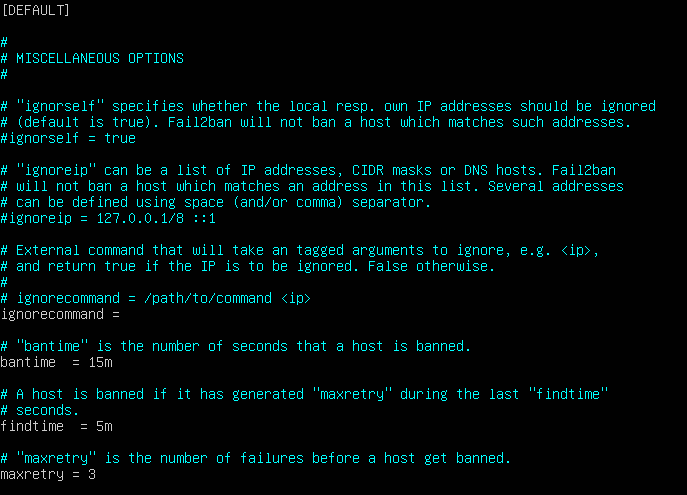 [DEFAULT]
#
# MISCELLANEOUS OPTIONS
#
# "ignorself" specifies whether the local resp. own IP addresses should be ignored
# (default is true). Fail2ban will not ban a host which matches such addresses.
#ignorself = true
# "ignoreip" can be a list of IP addresses, CIDR masks or DNS hosts. Fail2ban
# will not ban a host which matches an address in this list. Several addresses
# can be defined using space (and/or comma) separator.
#ignoreip = 127.0.0.1/8 ::1
# External command that will take an tagged arguments to ignore, e.g. <ip>,
# and return true if the IP is to be ignored. False otherwise.
#
# ignorecommand = /path/to/command <ip>
ignorecommand =
# "bantime" is the number of seconds that a host is banned.
bantime  = 15m
# A host is banned if it has generated "maxretry" during the last "findtime"
# seconds.
findtime  = 5m
# "maxretry" is the number of failures before a host get banned.
maxretry = 3